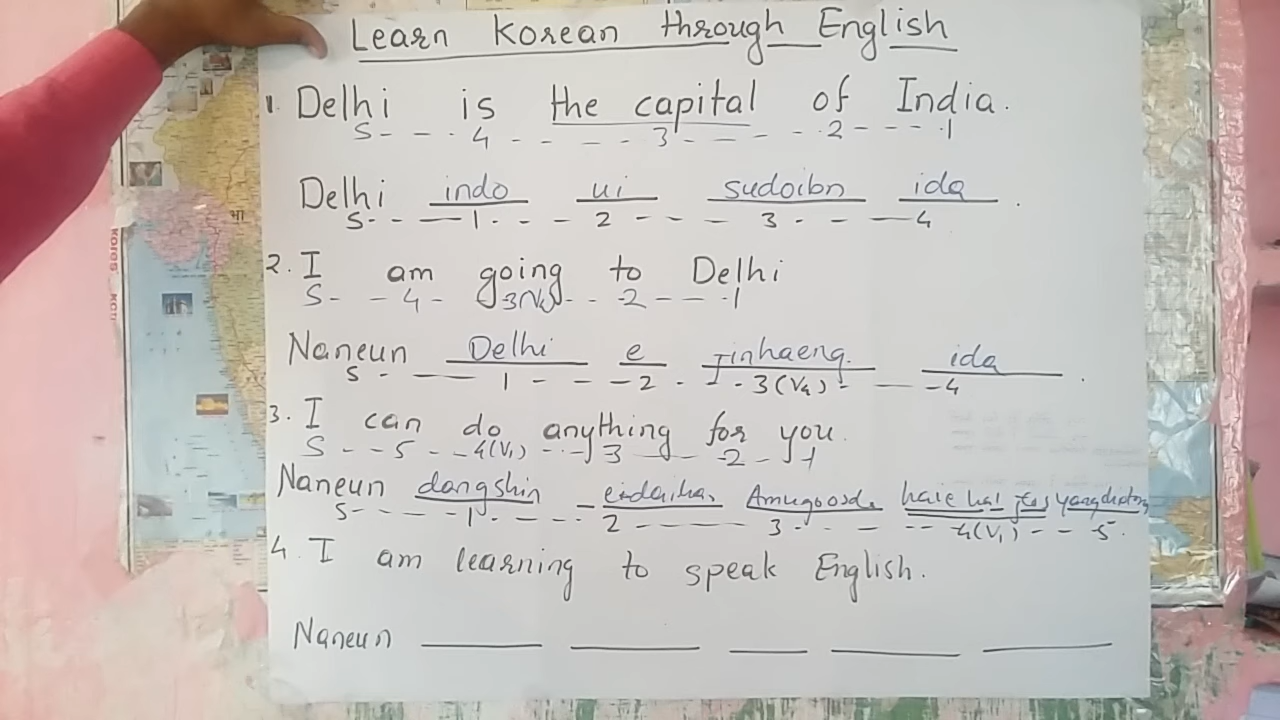 Learn Korean through English
1. Delhi is the capital of India.
S 4 3 2 1
Delhi indo ui sudoibn ida.
S 1 2 3 4
2. I am going to Delhi
S 4 3(V4) 2 1
Naneun Delhi e Jinhaeng ida.
S 1 2 3(V4) 4
3. I can do anything for you.
S 5 4(V1) 3 2 1
Naneun dangshin
S 1 2 3 4(V1) 5.
4. I am learning to speak English.
Naneun
भा